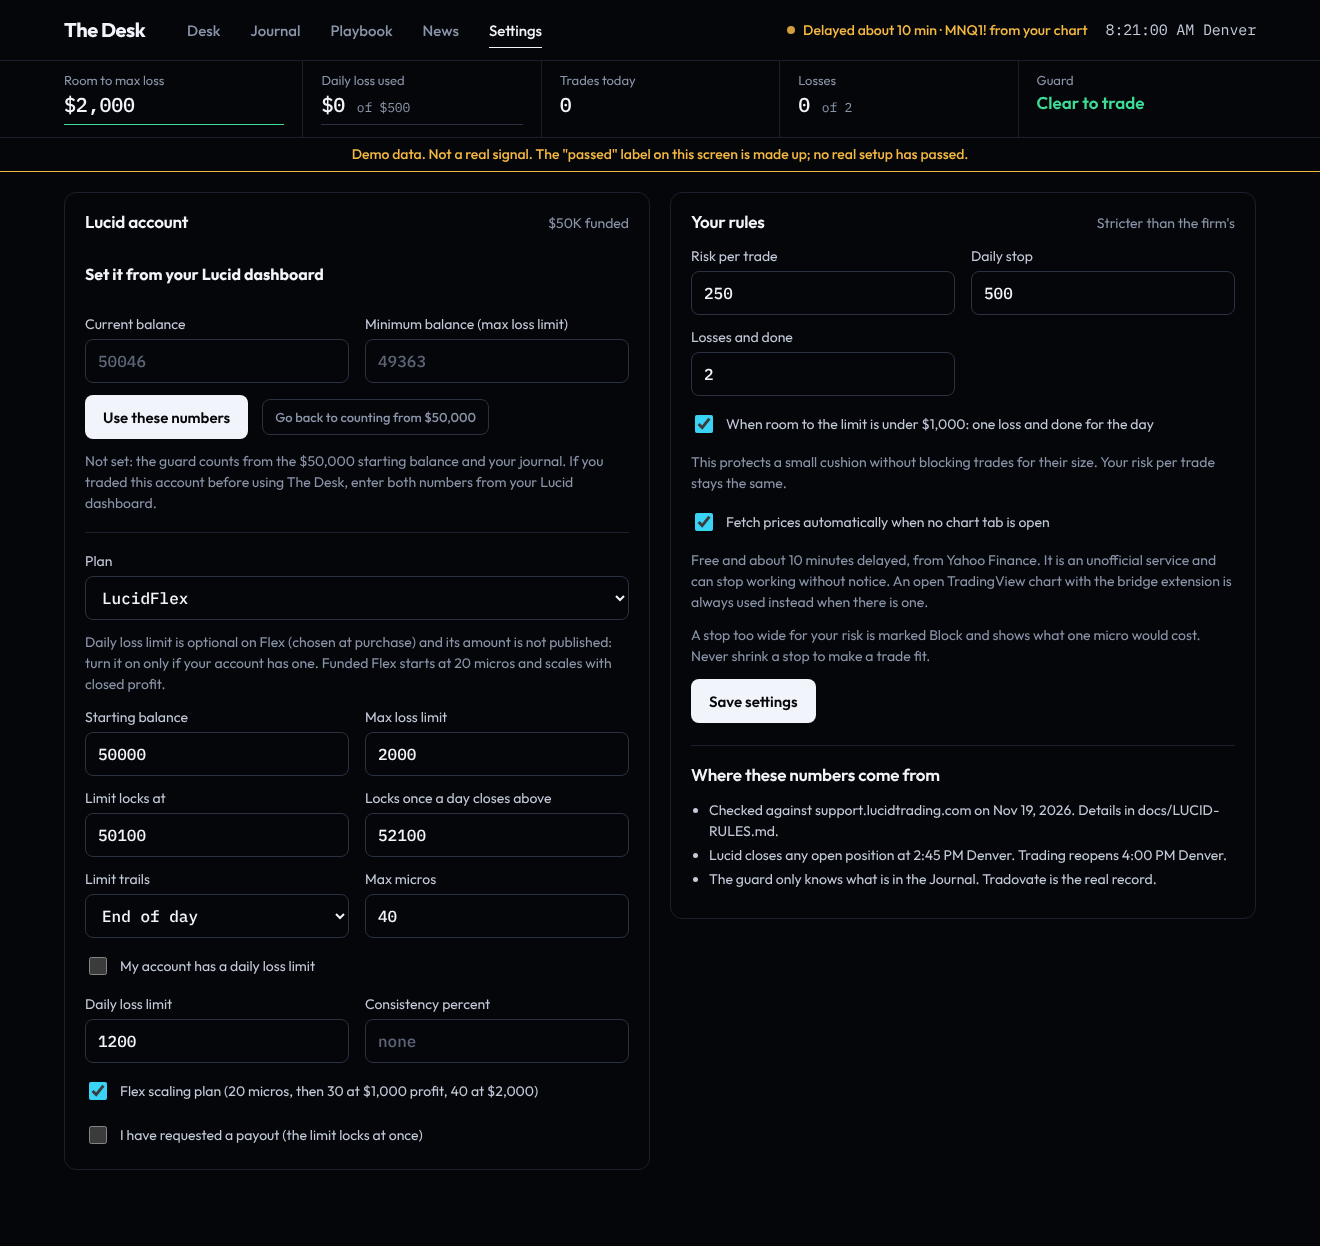 The Desk
Desk
Journal
Playbook
News
Settings
Delayed about 10 min · MNQ1! from your chart
8:21:00 AM Denver
Room to max loss
$2,000
Daily loss used
$0 of $500
Trades today
0
Losses
0 of 2
Guard
Clear to trade
Demo data. Not a real signal. The "passed" label on this screen is made up; no real setup has passed.
Lucid account
$50K funded
Set it from your Lucid dashboard
Current balance
Minimum balance (max loss limit)
50046
49363
Use these numbers
Go back to counting from $50,000
Not set: the guard counts from the $50,000 starting balance and your journal. If you
traded this account before using The Desk, enter both numbers from your Lucid
dashboard.
Plan
LucidFlex
Daily loss limit is optional on Flex (chosen at purchase) and its amount is not published:
turn it on only if your account has one. Funded Flex starts at 20 micros and scales with
closed profit.
Starting balance
Max loss limit
50000
2000
Limit locks at
Locks once a day closes above
50100
52100
Limit trails
Max micros
End of day
40
My account has a daily loss limit
Daily loss limit
Consistency percent
1200
none
Flex scaling plan (20 micros, then 30 at $1,000 profit, 40 at $2,000)
I have requested a payout (the limit locks at once)
Your rules
Stricter than the firm's
Risk per trade
Daily stop
250
500
Losses and done
2
When room to the limit is under $1,000: one loss and done for the day
This protects a small cushion without blocking trades for their size. Your risk per trade
stays the same.
Fetch prices automatically when no chart tab is open
Free and about 10 minutes delayed, from Yahoo Finance. It is an unofficial service and
can stop working without notice. An open TradingView chart with the bridge extension is
always used instead when there is one.
A stop too wide for your risk is marked Block and shows what one micro would cost.
Never shrink a stop to make a trade fit.
Save settings
Where these numbers come from
Checked against support.lucidtrading.com on Nov 19, 2026. Details in docs/LUCID-
RULES.md.
Lucid closes any open position at 2:45 PM Denver. Trading reopens 4:00 PM Denver.
The guard only knows what is in the Journal. Tradovate is the real record.